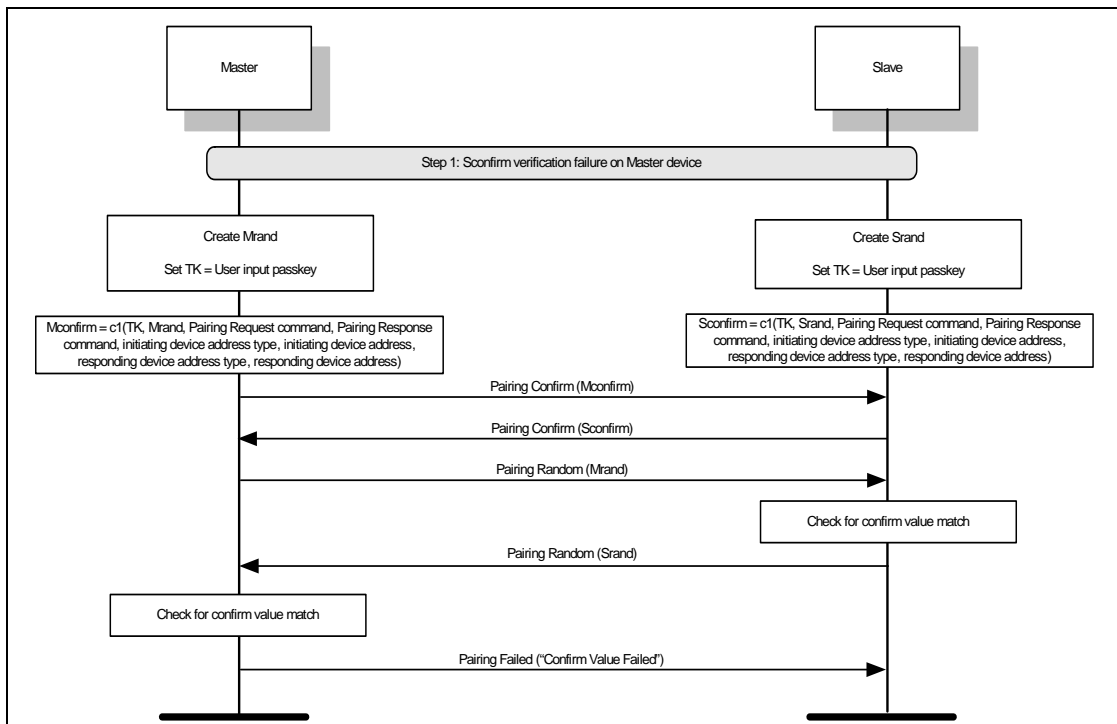 Master
Slave
Step 1: Sconfirm verification failure on Master device
Create Mrand
Set TK = User input passkey
Create Srand
Set TK = User input passkey
Mconfirm = c1(TK, Mrand, Pairing Request command, Pairing Response
command, initiating device address type, initiating device address,
responding device address type, responding device address)
Sconfirm = c1(TK, Srand, Pairing Request command, Pairing Response
command, initiating device address type, initiating device address,
responding device address type, responding device address)
Pairing Confirm (Mconfirm)
Pairing Confirm (Sconfirm)
Pairing Random (Mrand)
Check for confirm value match
Pairing Random (Srand)
Check for confirm value match
Pairing Failed (“Confirm Value Failed”)